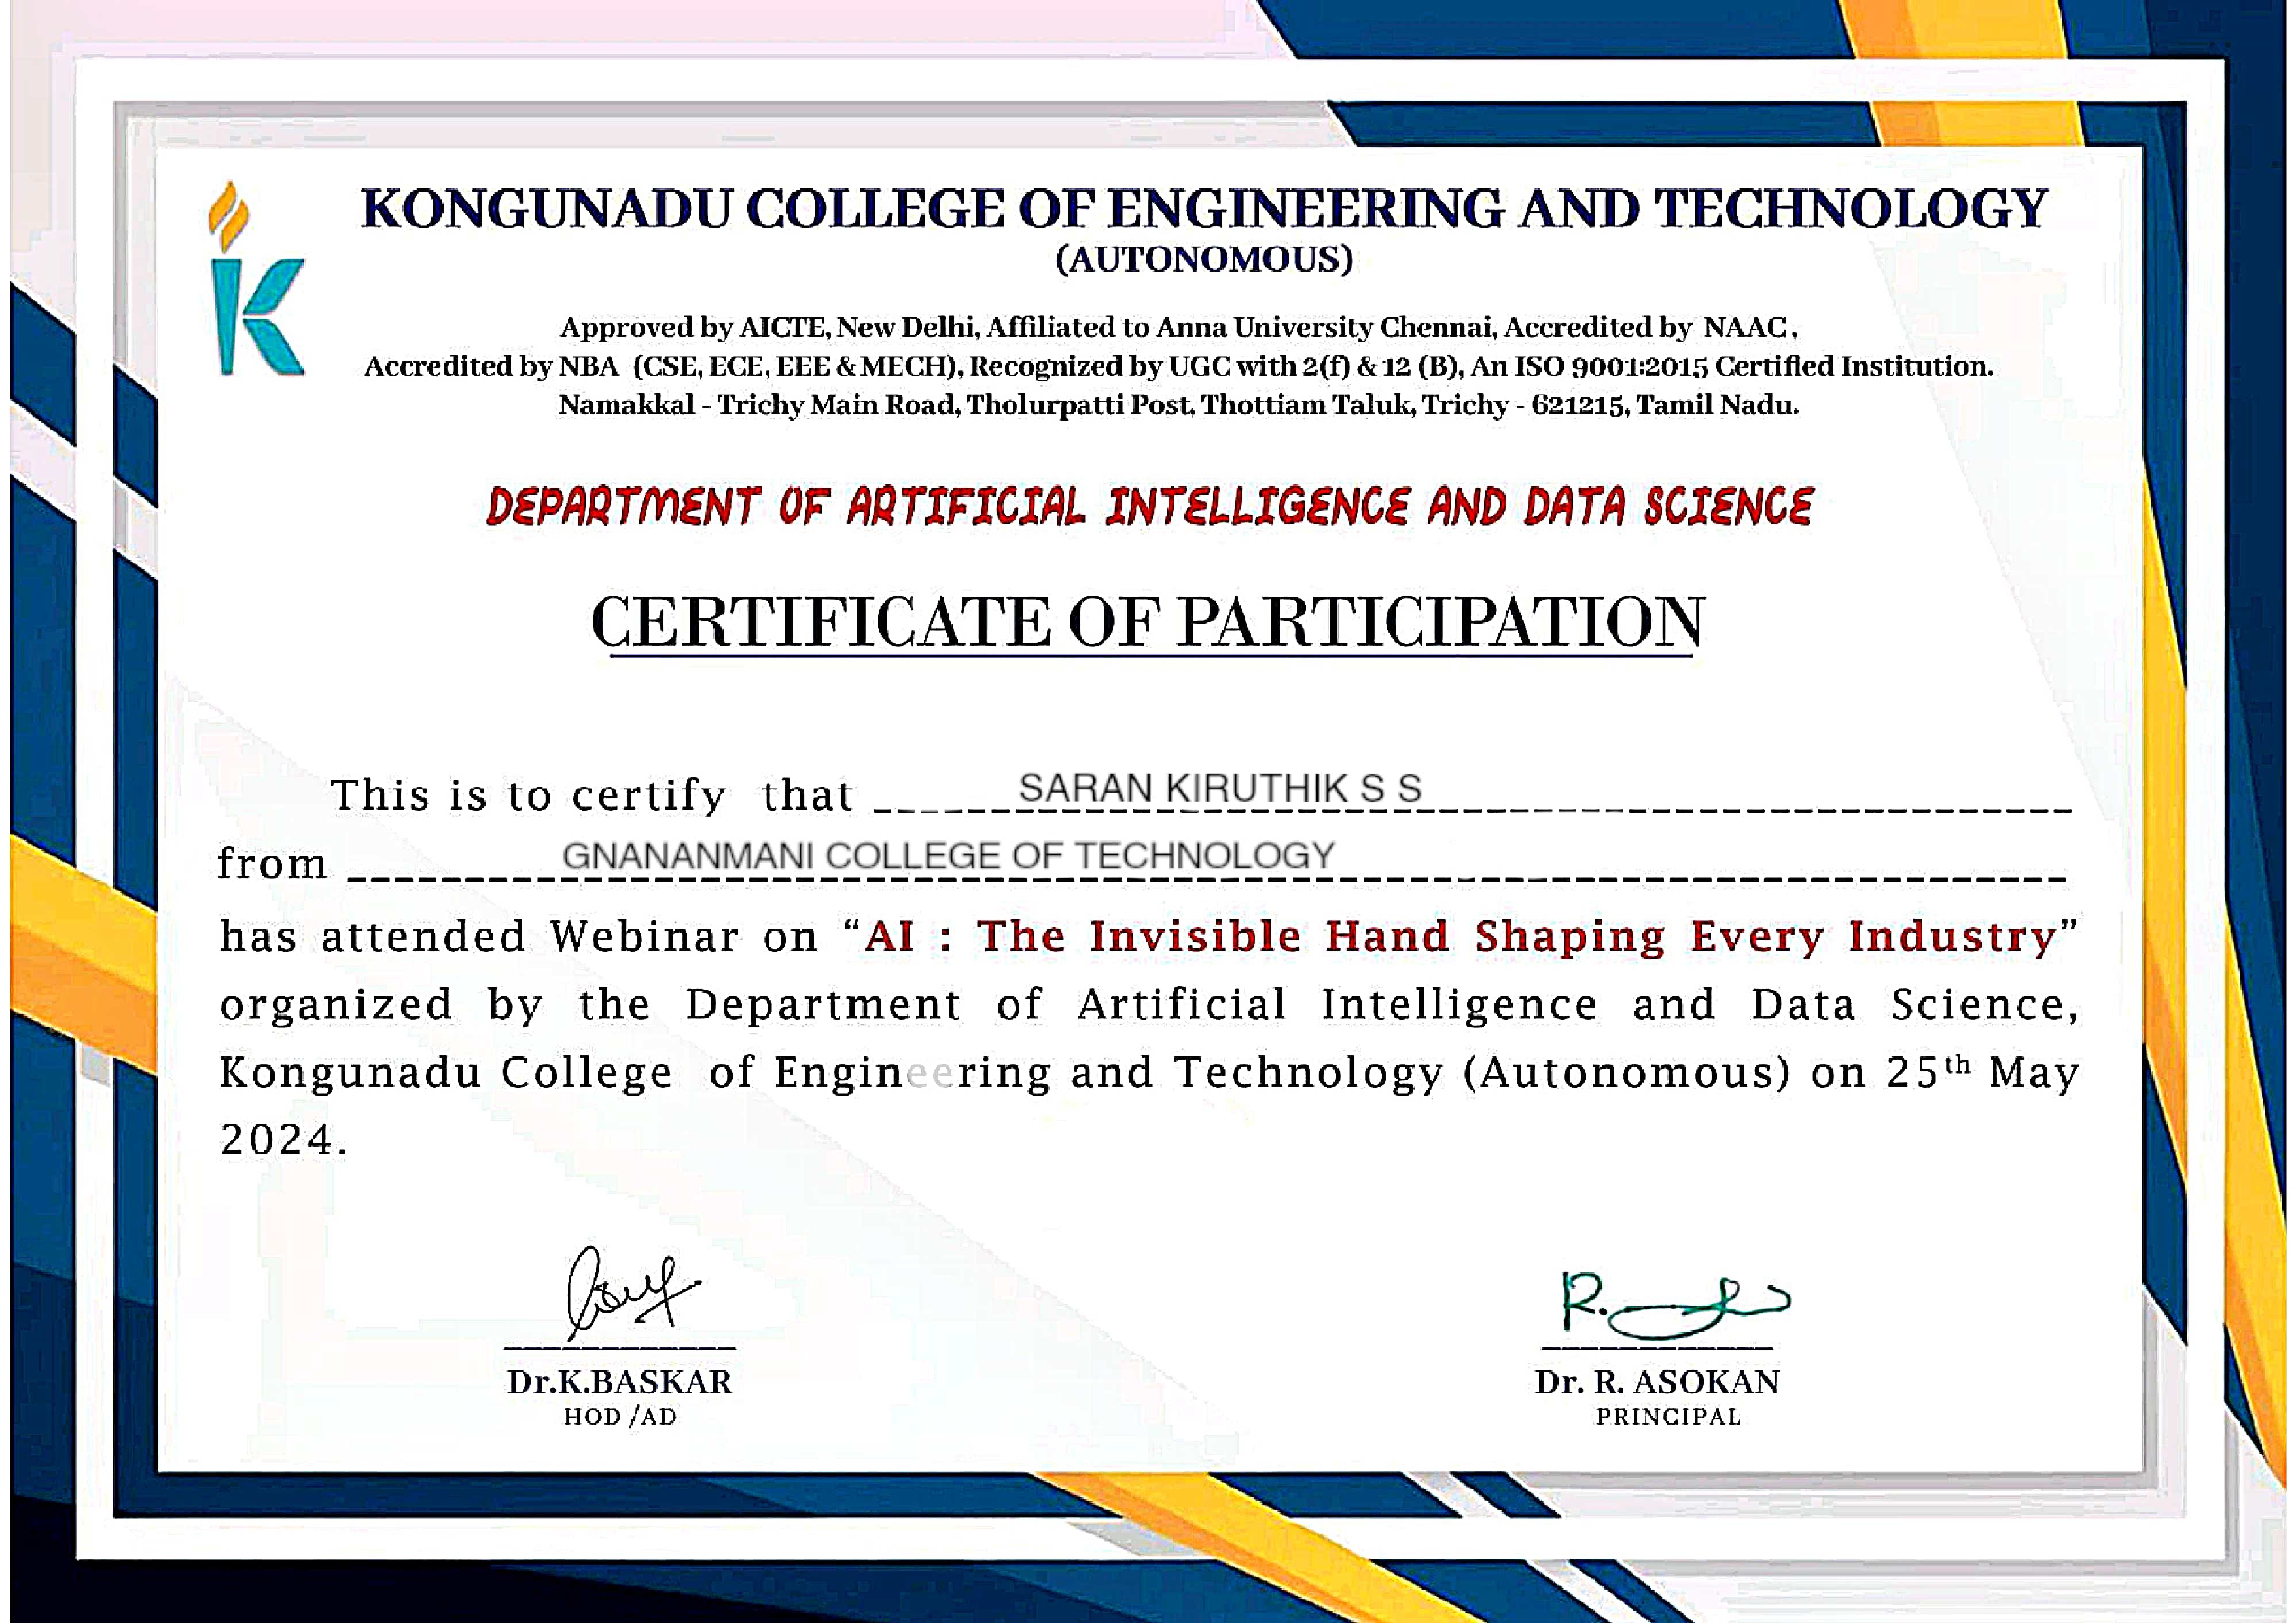 KONGUNADU COLLEGE OF ENGINEERING AND TECHNOLOGY
(AUTONOMOUS)
Approved by AICTE, New Delhi, Affiliated to Anna University Chennai, Accredited by NAAC,
Accredited by NBA (CSE, ECE, EEE & MECH), Recognized by UGC with 2(f) & 12 (B), An ISO 9001:2015 Certified Institution.
Namakkal - Trichy Main Road, Tholurpatti Post, Thottiam Taluk, Trichy - 621215, Tamil Nadu.
DEPARTMENT OF ARTIFICIAL INTELLIGENCE AND DATA SCIENCE
CERTIFICATE OF PARTICIPATION
This is to certify that SARAN KIRUTHIK S S
from GNANANMANI COLLEGE OF TECHNOLOGY
has attended Webinar on “AI : The Invisible Hand Shaping Every Industry”
organized by the Department of Artificial Intelligence and Data Science,
Kongunadu College of Engineering and Technology (Autonomous) on 25th May
2024.
Dr.K.BASKAR
HOD /AD
Dr. R. ASOKAN
PRINCIPAL